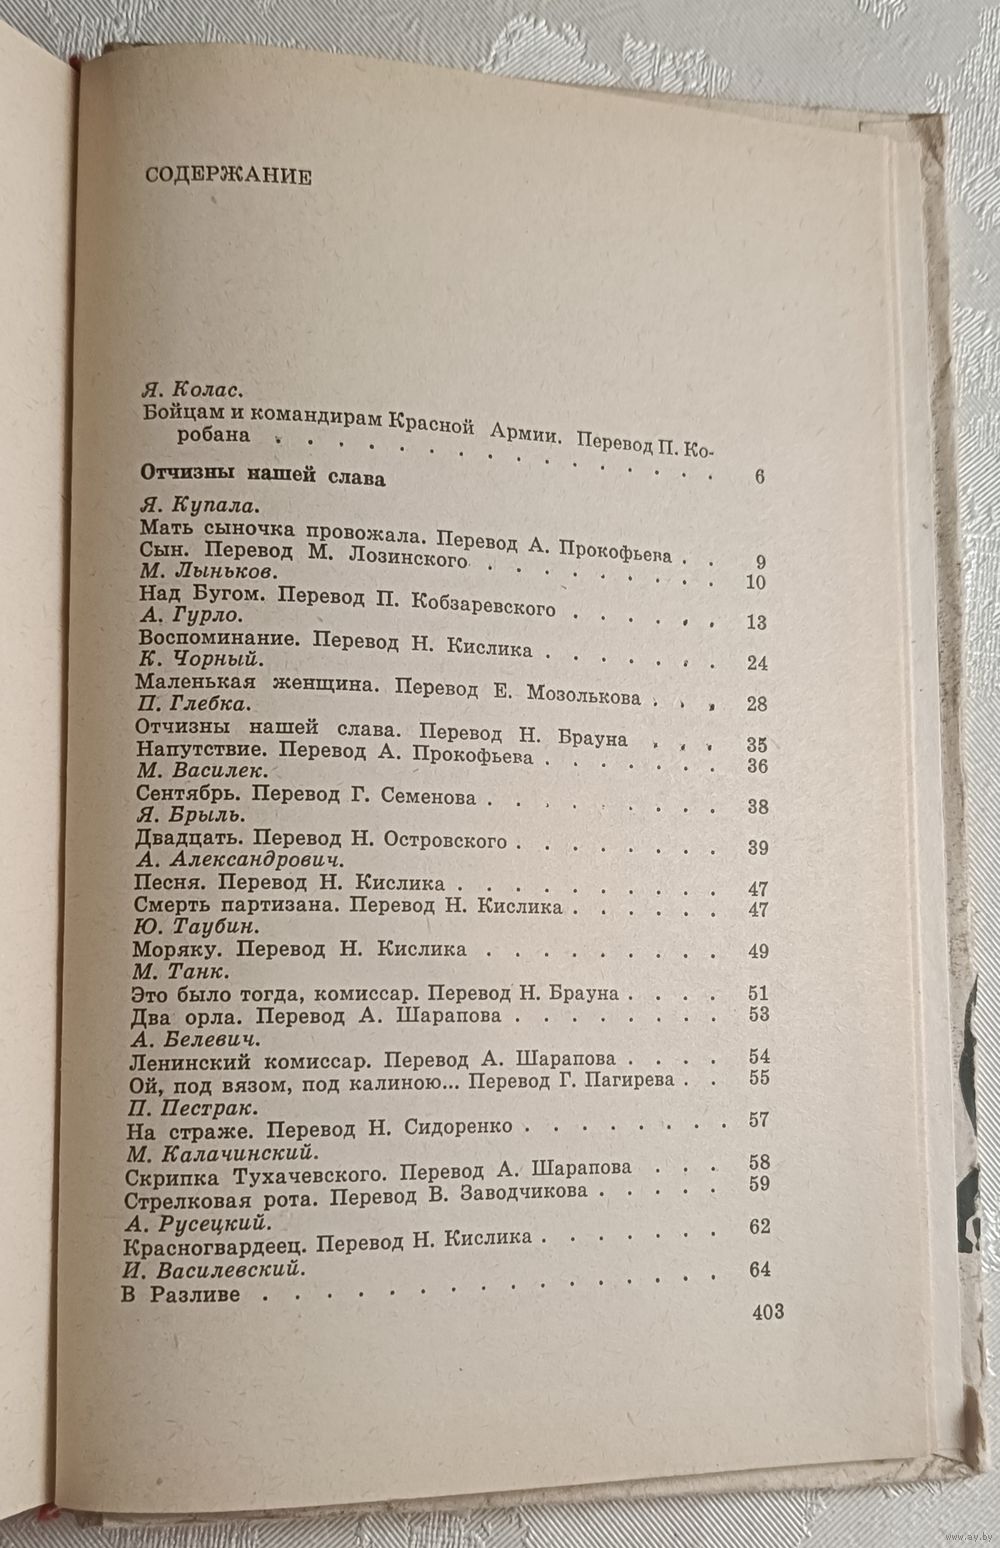 СОДЕРЖАНИЕ
Я. Колас.
Бойцам и командирам Красной Армии. Перевод П. Ко-
робана . . . . . . . . . . . . . . 6
Отчизны нашей слава
Я. Купала.
Мать сыночка провожала. Перевод А. Прокофьева . . 9
Сын. Перевод М. Лозинского . . . . . . . . 10
М. Лыньков.
Над Бугом. Перевод П. Кобзаревского . . . . . 13
А. Гурло.
Воспоминание. Перевод Н. Кислика . . . . . . 24
К. Чорный.
Маленькая женщина. Перевод Е. Мозолькова . . . 28
П. Глебка.
Отчизны нашей слава. Перевод Н. Брауна . . . 35
Напутствие. Перевод А. Прокофьева . . . . . . 36
М. Василек.
Сентябрь. Перевод Г. Семенова . . . . . . . . 38
Я. Брыль.
Двадцать. Перевод Н. Островского . . . . . . . 39
А. Александрович.
Песня. Перевод Н. Кислика . . . . . . . . . 47
Смерть партизана. Перевод Н. Кислика . . . . . 47
Ю. Таубин.
Моряку. Перевод Н. Кислика . . . . . . . . 49
М. Танк.
Это было тогда, комиссар. Перевод Н. Брауна . . . . 51
Два орла. Перевод А. Шарапова . . . . . . . 53
А. Белевич.
Ленинский комиссар. Перевод А. Шарапова . . . . 54
Ой, под вязом, под калиною... Перевод Г. Пагирева . . 55
П. Пестрак.
На страже. Перевод Н. Сидоренко . . . . . . . 57
М. Калачинский.
Скрипка Тухачевского. Перевод А. Шарапова . . . 58
Стрелковая рота. Перевод В. Заводчикова . . . . . 59
А. Русецкий.
Красногвардеец. Перевод Н. Кислика . . . . . . . 62
И. Василевский.
В Разливе . . . . . . . . . . . . . . . 64
403
www.ay.by